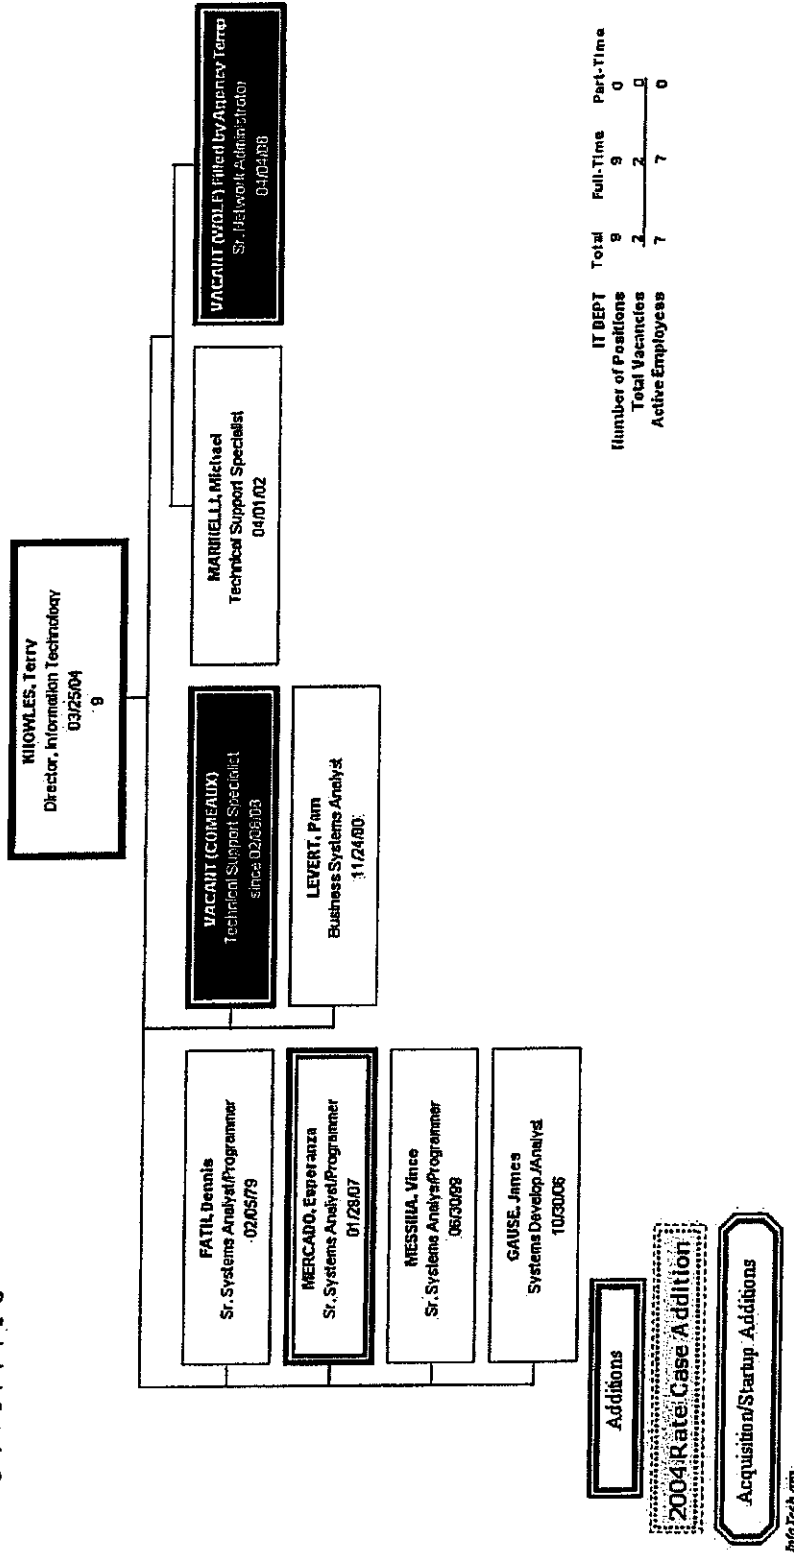 KNOWLES, Terry
Director, Information Technology
03/25/04
9
FATH, Dennis
Sr. Systems Analyst/Programmer
02/05/79
MERCADO, Esperanza
Sr. Systems Analyst/Programmer
01/28/07
MESSINA, Vince
Sr. Systems Analyst/Programmer
06/30/99
GAUSE, James
Systems Develop./Analyst
10/30/06
VACANT (COMEAUX)
Technical Support Specialist
since 02/08/08
LEVERT, Pam
Business Systems Analyst
11/24/80
MARINELLI, Michael
Technical Support Specialist
04/01/02
VACANT (WOLF) Filled by Agency Temp
Sr. Network Administrator
04/04/08
IT DEPT Total Full-Time Part-Time
Number of Positions 9 9 0
Total Vacancies 2 2 0
Active Employees 7 7 0
Additions
2004 Rate Case Addition
Acquisition/Startup Additions